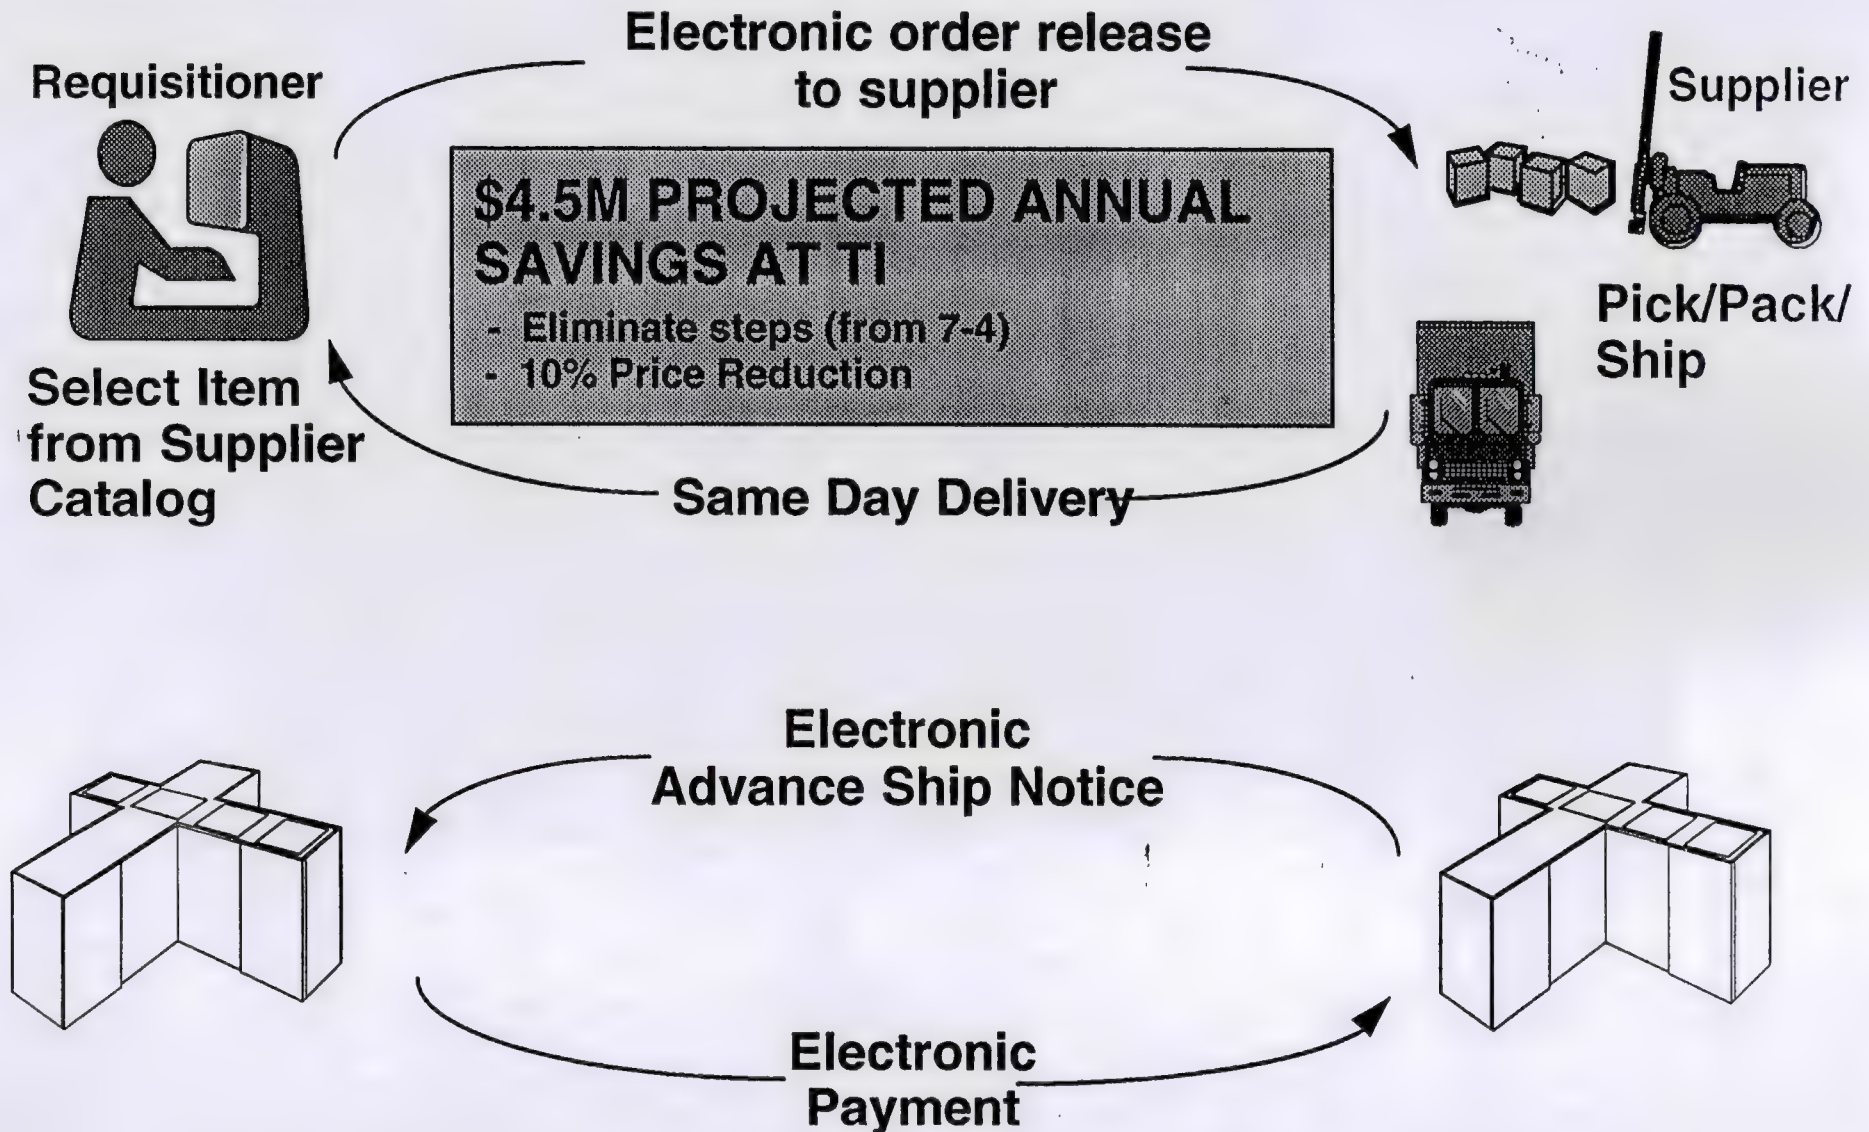 Electronic order release
to supplier
Requisitioner
Supplier
$4.5M PROJECTED ANNUAL
SAVINGS AT TI
- Eliminate steps (from 7-4)
- 10% Price Reduction
Pick/Pack/
Ship
Select Item
from Supplier
Catalog
Same Day Delivery
Electronic
Advance Ship Notice
Electronic
Payment